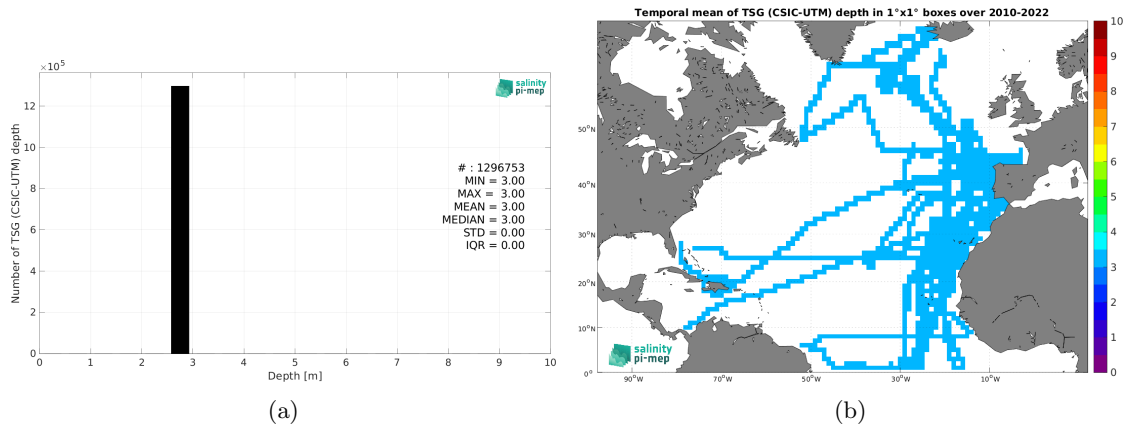 ×10⁵
12
10
8
6
4
2
0
Number of TSG (CSIC-UTM) depth
0 1 2 3 4 5 6 7 8 9 10
Depth [m]
salinity
pi-mep
# : 1296753
MIN = 3.00
MAX = 3.00
MEAN = 3.00
MEDIAN = 3.00
STD = 0.00
IQR = 0.00
(a)
Temporal mean of TSG (CSIC-UTM) depth in 1°x1° boxes over 2010-2022
50°N
40°N
30°N
20°N
10°N
0°
90°W 70°W 50°W 30°W 10°W
salinity
pi-mep
10
9
8
7
6
5
4
3
2
1
0
(b)